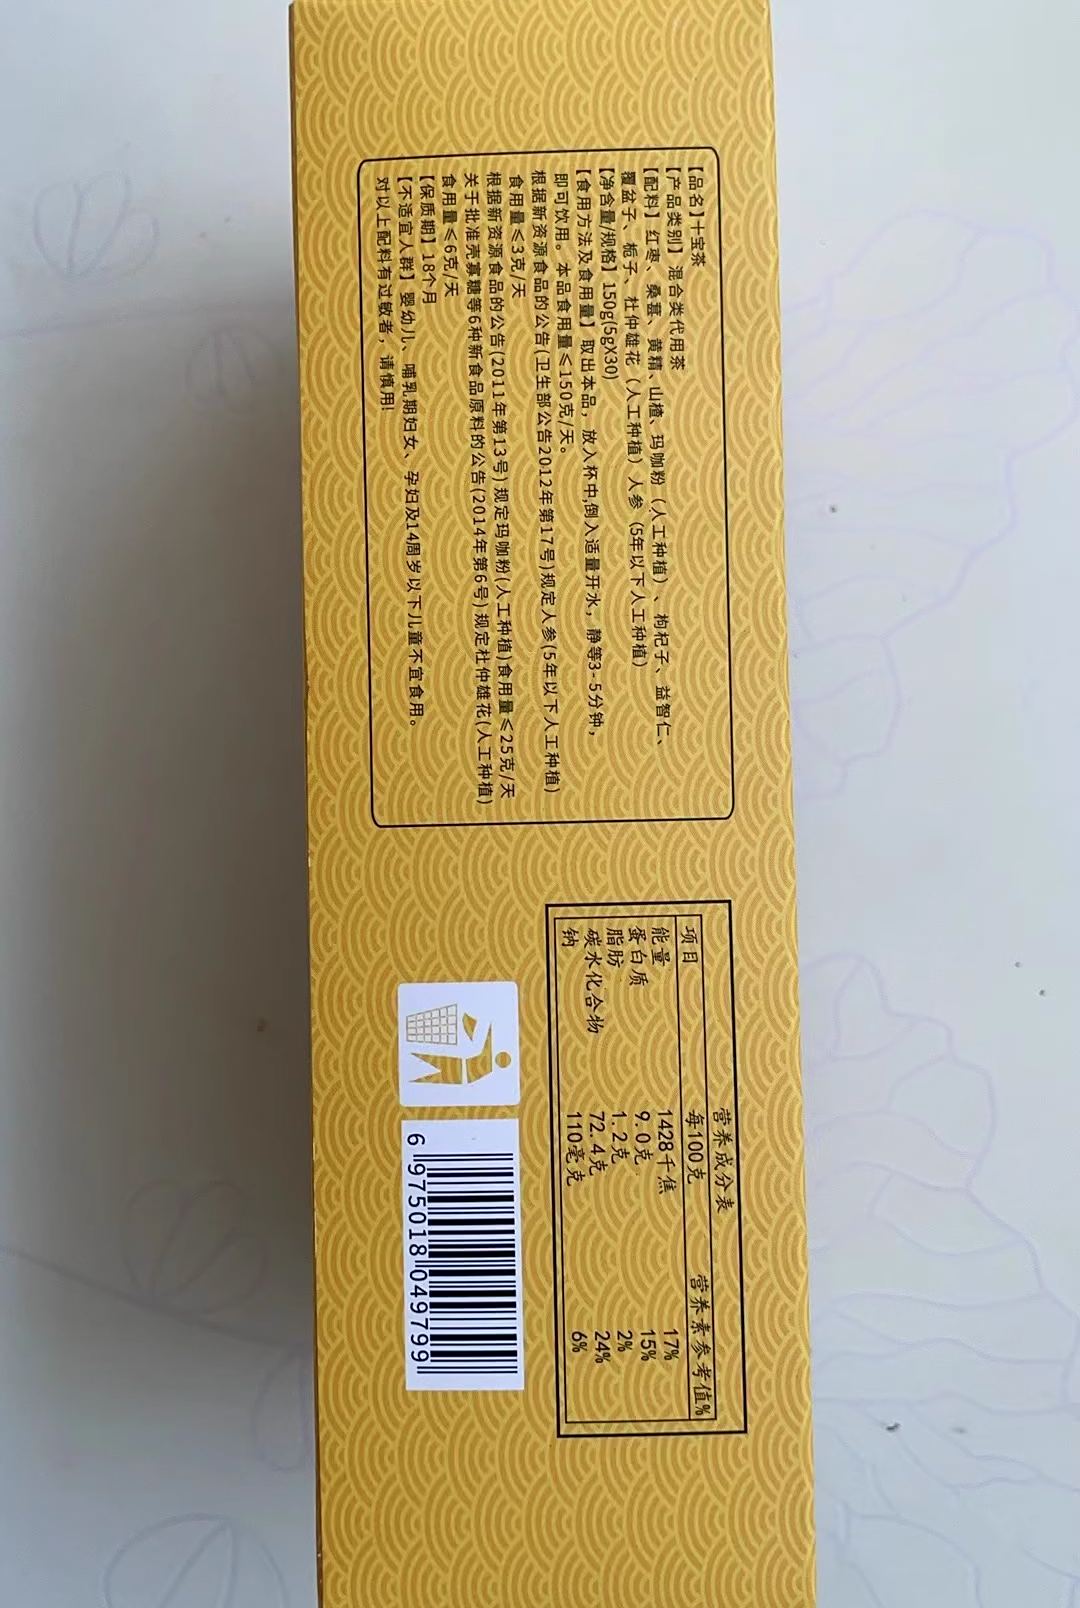 【品名】十宝茶
【产品类别】混合类代用茶
【配料】红枣、桑葚、黄精、山楂、玛咖粉（人工种植）、枸杞子、益智仁、
覆盆子、栀子、杜仲雄花（人工种植）人参（5年以下人工种植）
【净含量/规格】150g(5gX30)
【食用方法及食用量】取出本品，放入杯中,倒入适量开水，静等3-5分钟，
即可饮用。本品食用量≤150克/天。
根据新资源食品的公告(卫生部公告2012年第17号)规定人参(5年以下人工种植)
食用量≤3克/天
根据新资源食品的公告(2011年第13号)规定玛咖粉(人工种植)食用量≤25克/天
关于批准壳寡糖等6种新食品原料的公告(2014年第6号)规定杜仲雄花(人工种植)
食用量≤6克/天
【保质期】18个月
【不适宜人群】婴幼儿、哺乳期妇女、孕妇及14周岁以下儿童不宜食用。
对以上配料有过敏者，请慎用!
营养成分表
项目 每100克 营养素参考值%
能量 1428千焦 17%
蛋白质 9.0克 15%
脂肪 1.2克 2%
碳水化合物 72.4克 24%
钠 110毫克 6%
6 975018 049799